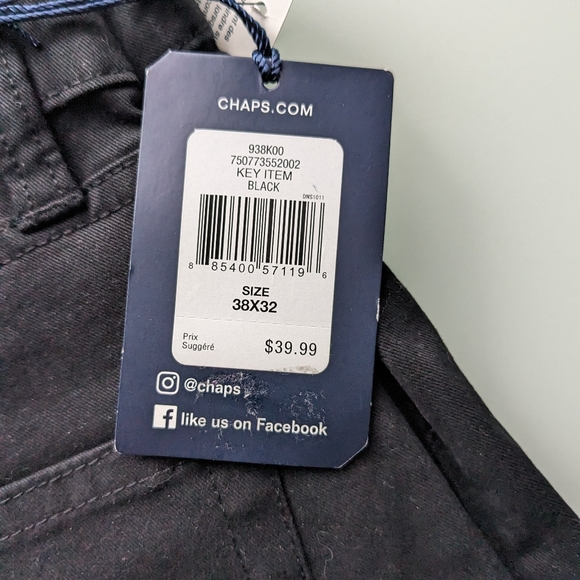 CHAPS.COM
938K00
750773552002
KEY ITEM
BLACK
DNS1011
8 85400 57119 6
SIZE
38X32
Prix
Suggéré
$39.99
@chaps
like us on Facebook